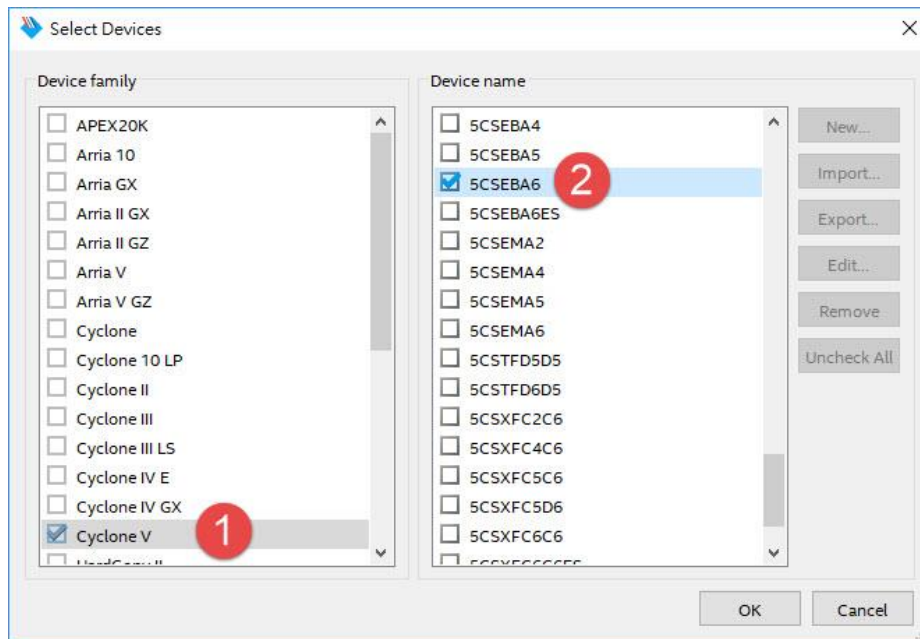 Select Devices
Device family
APEX20K
Arria 10
Arria GX
Arria II GX
Arria II GZ
Arria V
Arria V GZ
Cyclone
Cyclone 10 LP
Cyclone II
Cyclone III
Cyclone III LS
Cyclone IV E
Cyclone IV GX
Cyclone V
1
Device name
5CSEBA4
5CSEBA5
5CSEBA6
2
5CSEBA6ES
5CSEMA2
5CSEMA4
5CSEMA5
5CSEMA6
5CSTFD5D5
5CSTFD6D5
5CSXFC2C6
5CSXFC4C6
5CSXFC5C6
5CSXFC5D6
5CSXFC6C6
New...
Import...
Export...
Edit...
Remove
Uncheck All
OK
Cancel